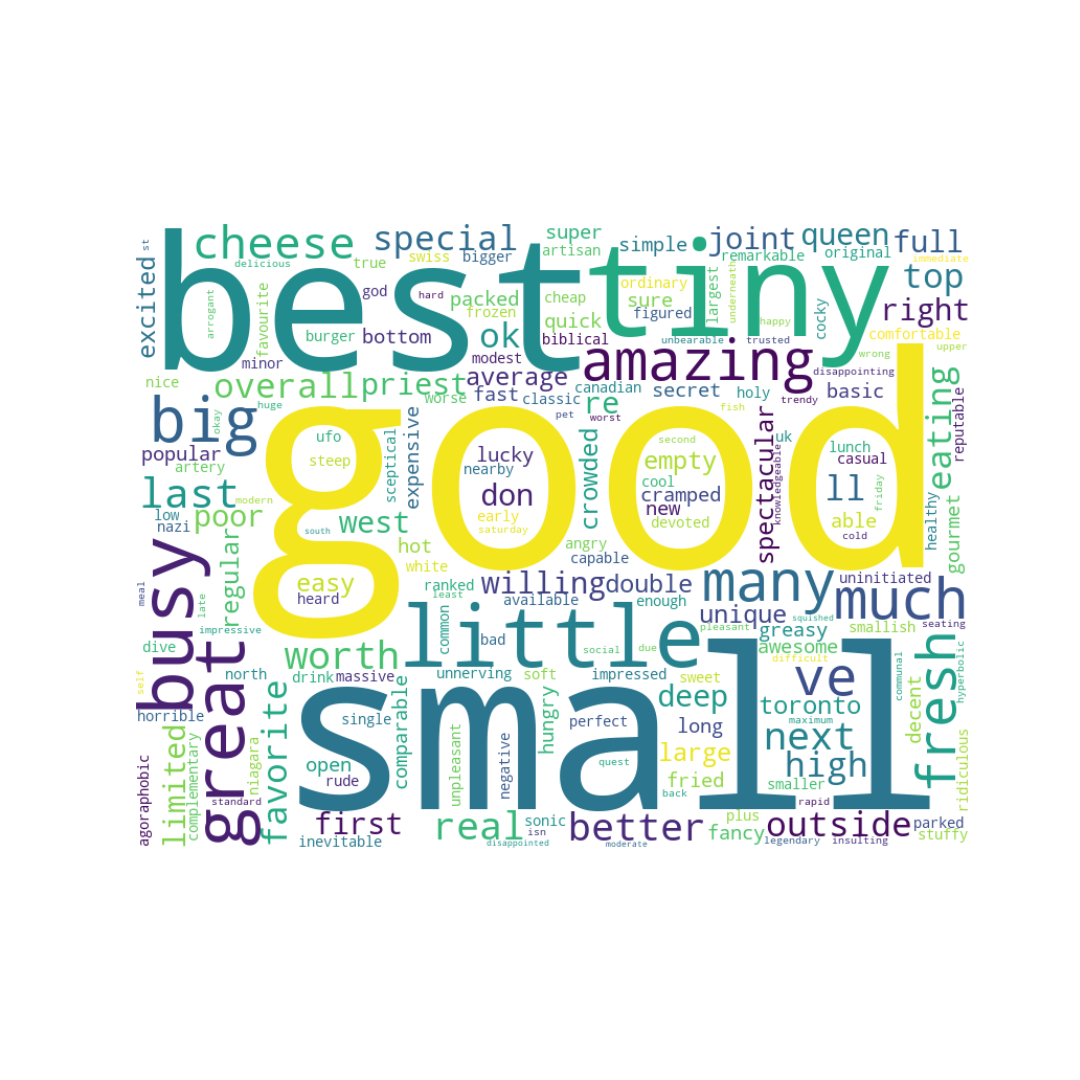 best
tiny
good
small
little
amazing
cheese
special
super
artisan
simple
joint
queen
full
original
remarkable
immediate
top
right
comfortable
upper
wrong
excited
st
delicious
arrogant
favourite
true
god
swiss
bigger
hard
packed
frozen
cheap
quick
biblical
ordinary
sure
figured
largest
underneath
happy
cocky
unbearable
trusted
disappointing
burger
bottom
ok
modest
minor
nice
overall
priest
average
worse
fast
classic
canadian
re
secret
holy
trendy
basic
huge
okay
big
popular
artery
last
low
nazi
poor
modern
ufo
steep
sceptical
expensive
lucky
nearby
don
early
saturday
pet
worst
crowded
fish
second
empty
cool
cramped
new
devoted
spectacular
knowledgeable
uk
lunch
casual
ll
able
friday
cold
eating
reputable
healthy
gourmet
west
south
hot
white
angry
capable
easy
heard
regular
busy
meal
late
impressive
dive
great
north
self
horrible
limited
complementary
agoraphobic
standard
niagara
favorite
worth
drink
massive
single
open
rude
comparable
ranked
least
common
willing
double
available
enough
bad
social
due
unnerving
soft
impressed
many
much
uninitiated
unique
squished
smallish
seating
pleasant
greasy
awesome
difficult
sweet
deep
ve
toronto
maximum
long
next
large
high
fried
smaller
communal
decent
fresh
hyperbolic
ridiculous
hungry
perfect
quest
back
negative
unpleasant
first
inevitable
real
sonic
isn
disappointed
better
moderate
plus
fancy
rapid
outside
legendary
insulting
parked
stuffy